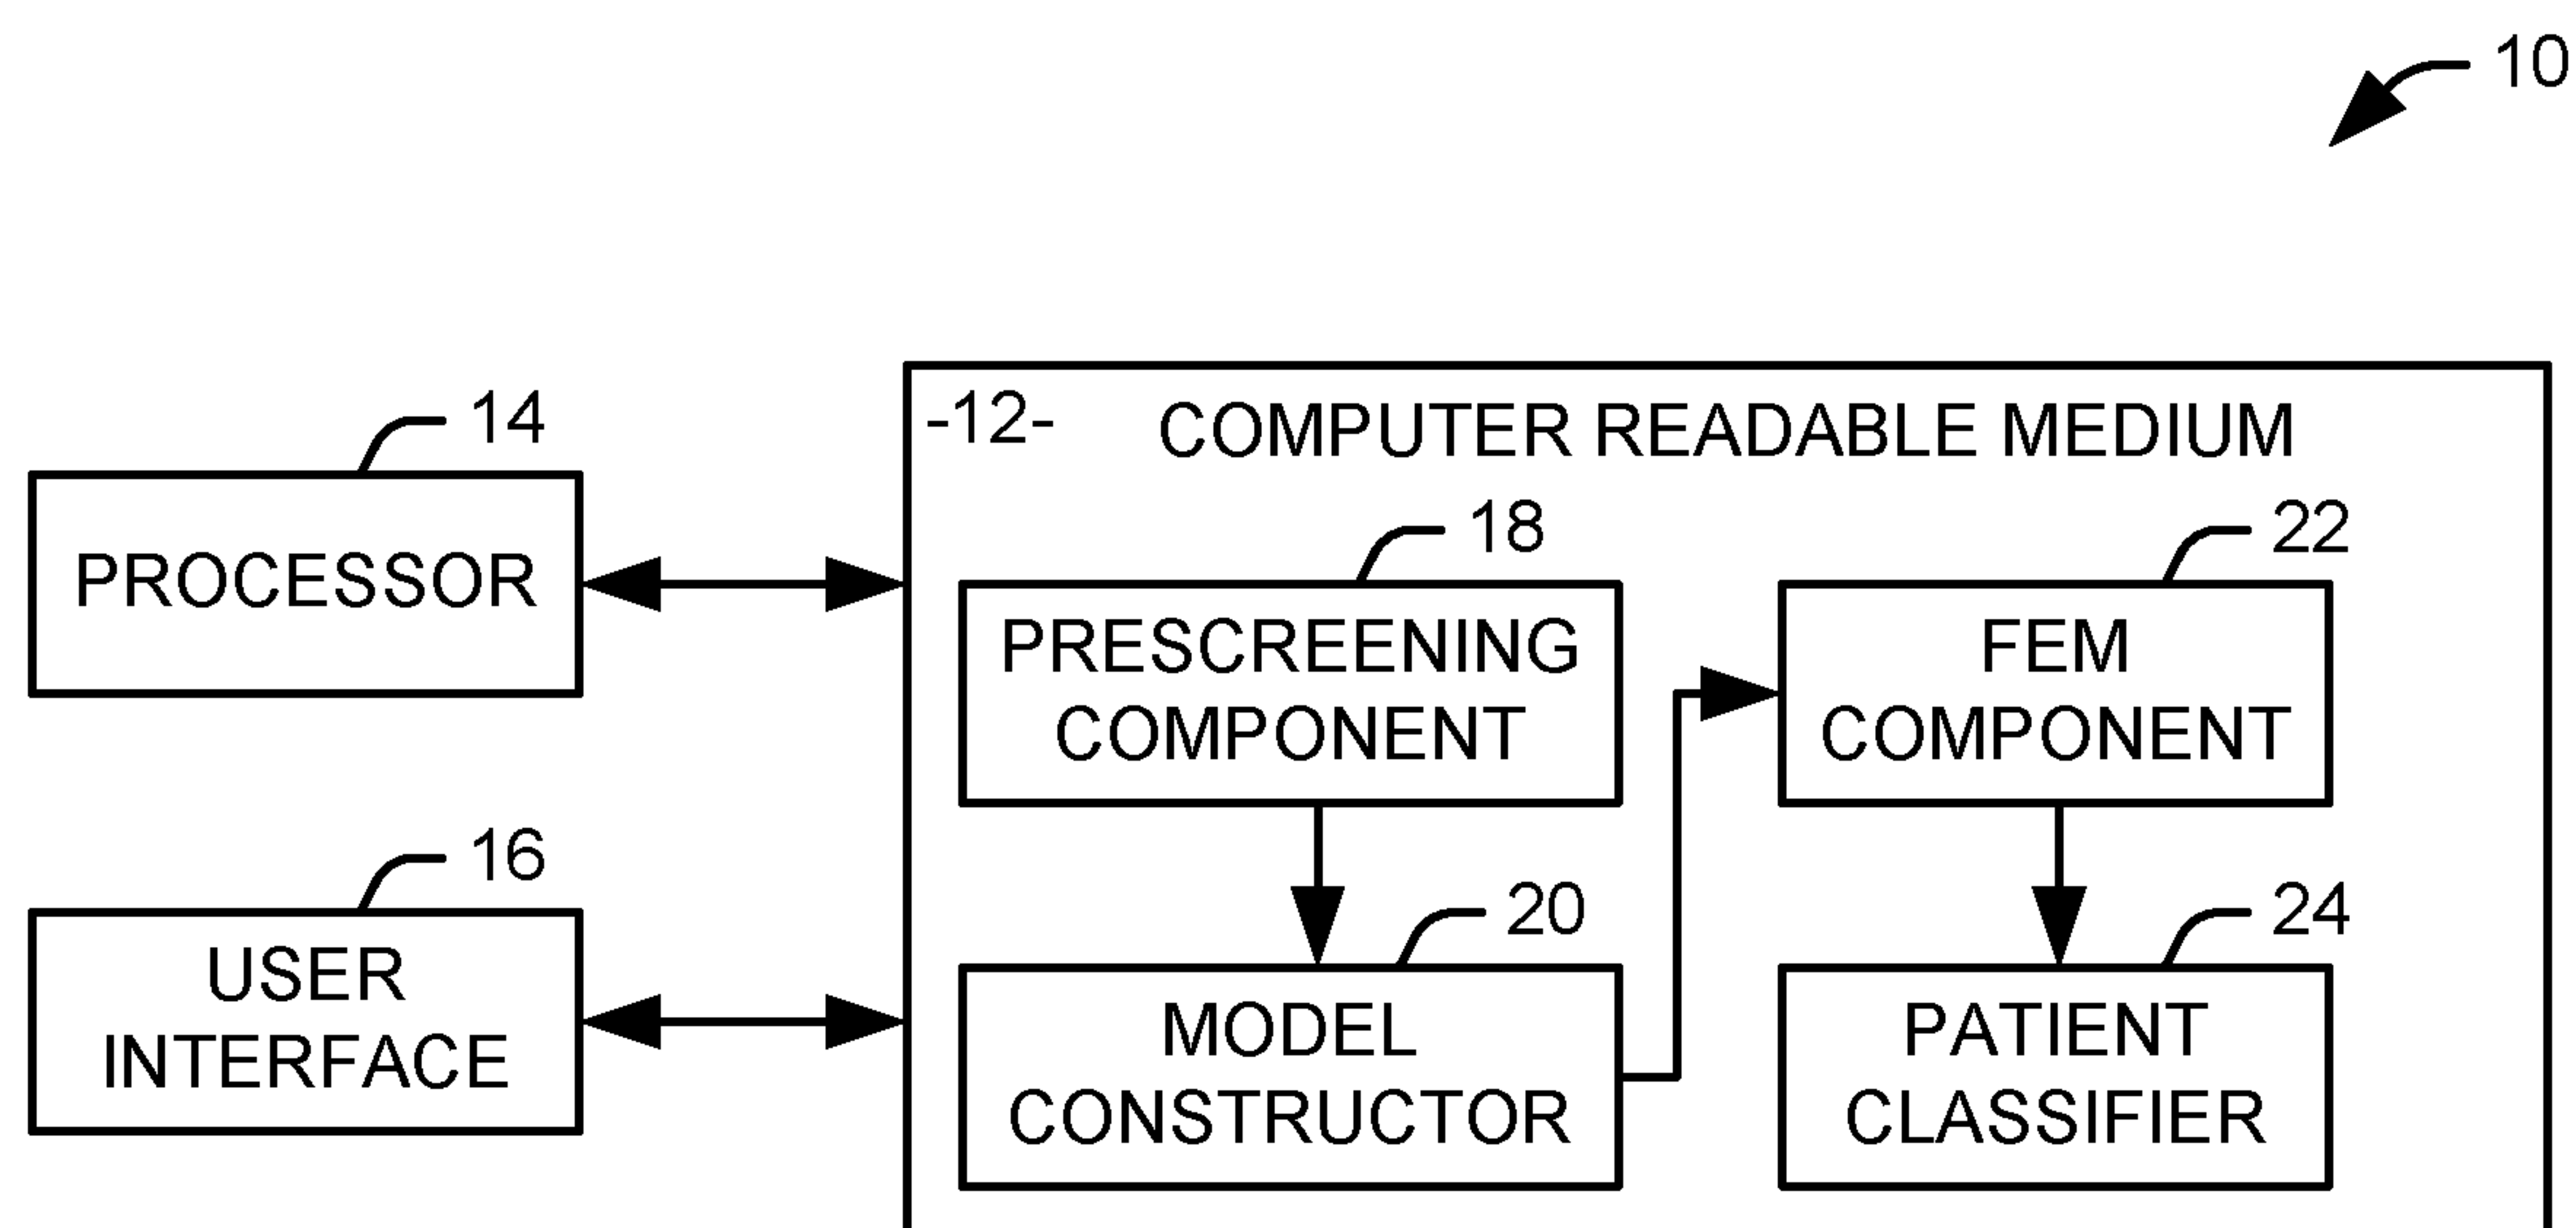 10
14
-12- COMPUTER READABLE MEDIUM
PROCESSOR
18
PRESCREENING
COMPONENT
22
FEM
COMPONENT
16
USER
INTERFACE
20
MODEL
CONSTRUCTOR
24
PATIENT
CLASSIFIER